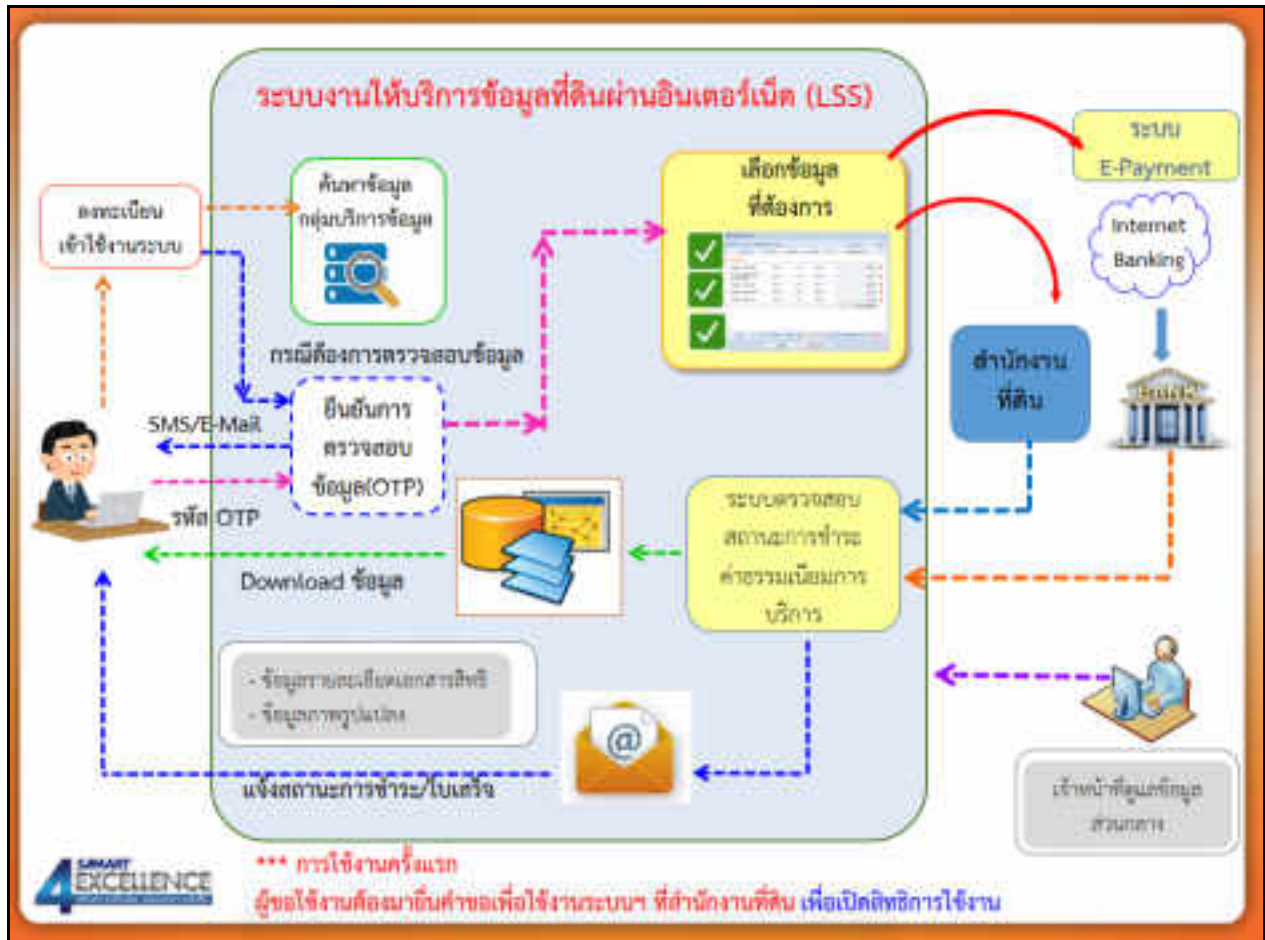 ระบบงานให้บริการข้อมูลที่ดินผ่านอินเตอร์เน็ต (LSS)
ระบบ
E-Payment
เลือกข้อมูล
ที่ต้องการ
ค้นหาข้อมูล
กลุ่มบริการข้อมูล
ลงทะเบียน
เข้าใช้งานระบบ
Internet
Banking
กรณีต้องการตรวจสอบข้อมูล
สำนักงาน
ที่ดิน
ยืนยันการ
ตรวจสอบ
ข้อมูล(OTP)
SMS/E-Mail
รหัส OTP
ระบบตรวจสอบ
สถานะการชำระ
ค่าธรรมเนียมการ
บริการ
Download ข้อมูล
- ข้อมูลรายละเอียดเอกสารสิทธิ
- ข้อมูลภาพรูปแปลง
แจ้งสถานะการชำระ/ใบเสร็จ
เจ้าหน้าที่ดูแลข้อมูล
ส่วนกลาง
4 SAMART
EXCELLENCE
*** การใช้งานครั้งแรก
ผู้ขอใช้งานต้องมายื่นคำขอเพื่อใช้งานระบบฯ ที่สำนักงานที่ดิน เพื่อเปิดสิทธิการใช้งาน